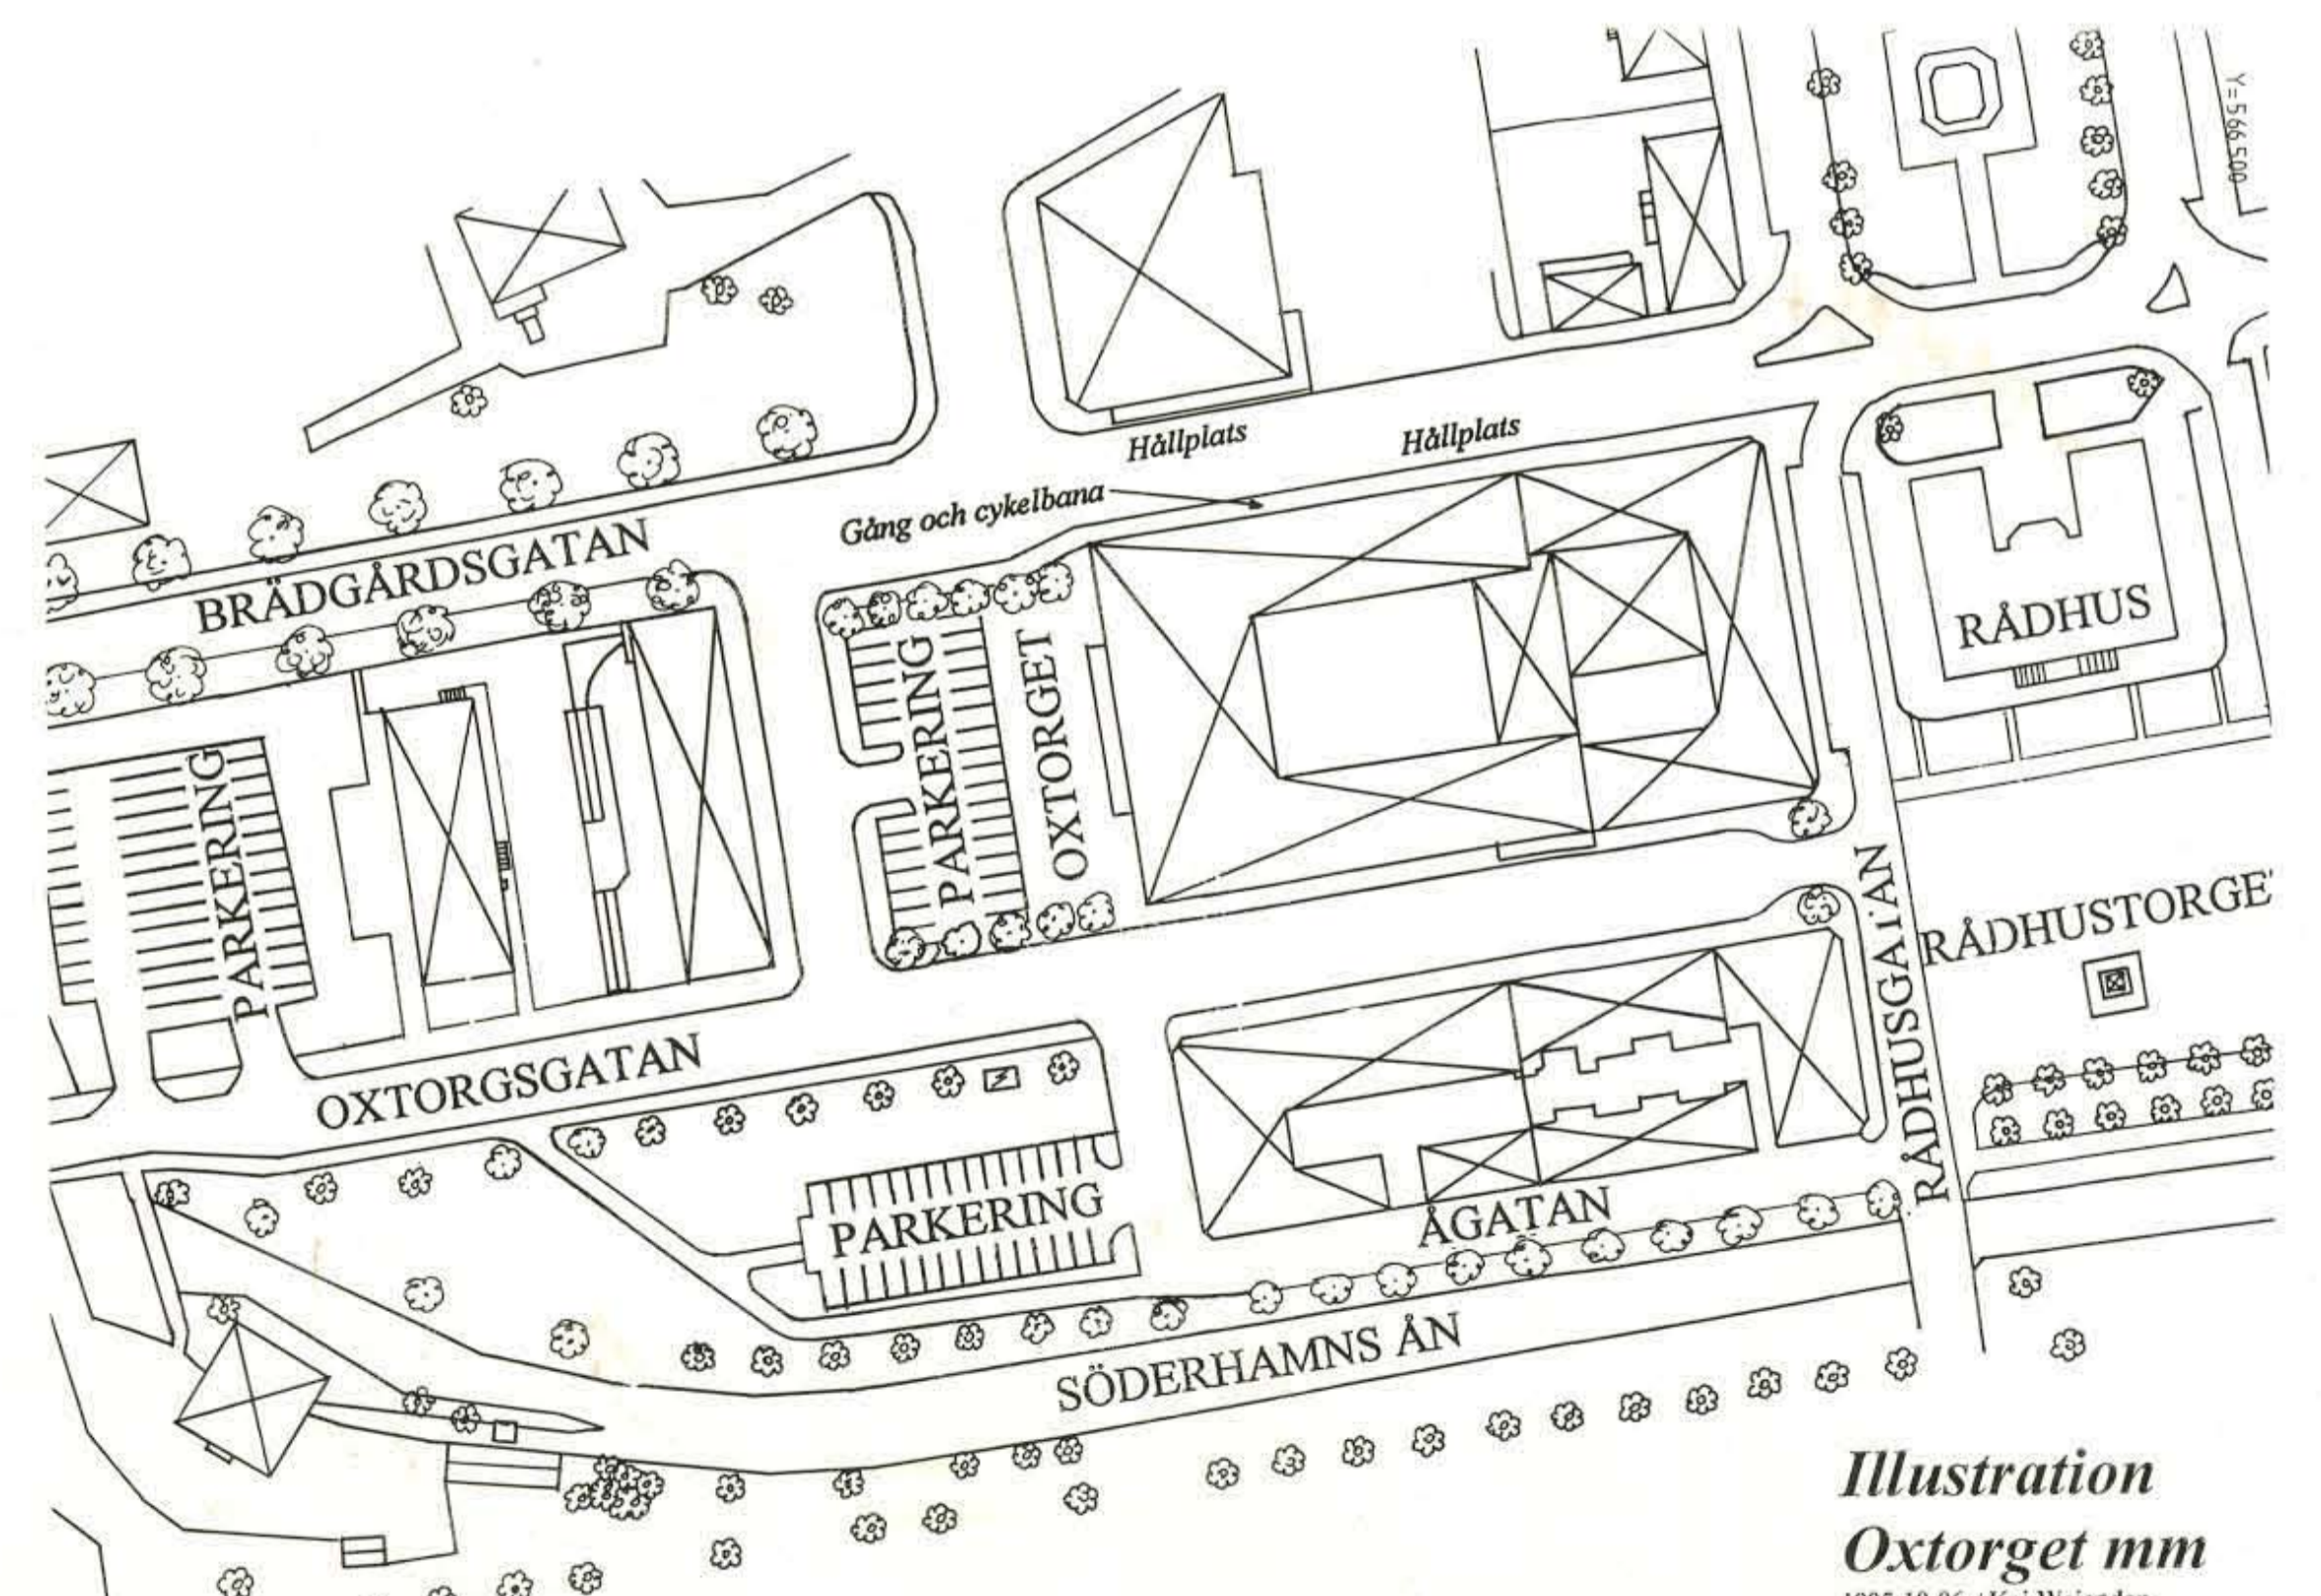 Y=566500
Hållplats
Hållplats
Gång och cykelbana
BRÄDGÅRDSGATAN
RÅDHUS
PARKERING
OXTORGET
PARKERING
RÅDHUSGATAN
RÅDHUSTORGE
OXTORGSGATAN
PARKERING
ÅGATAN
SÖDERHAMNS ÅN
Illustration
Oxtorget mm